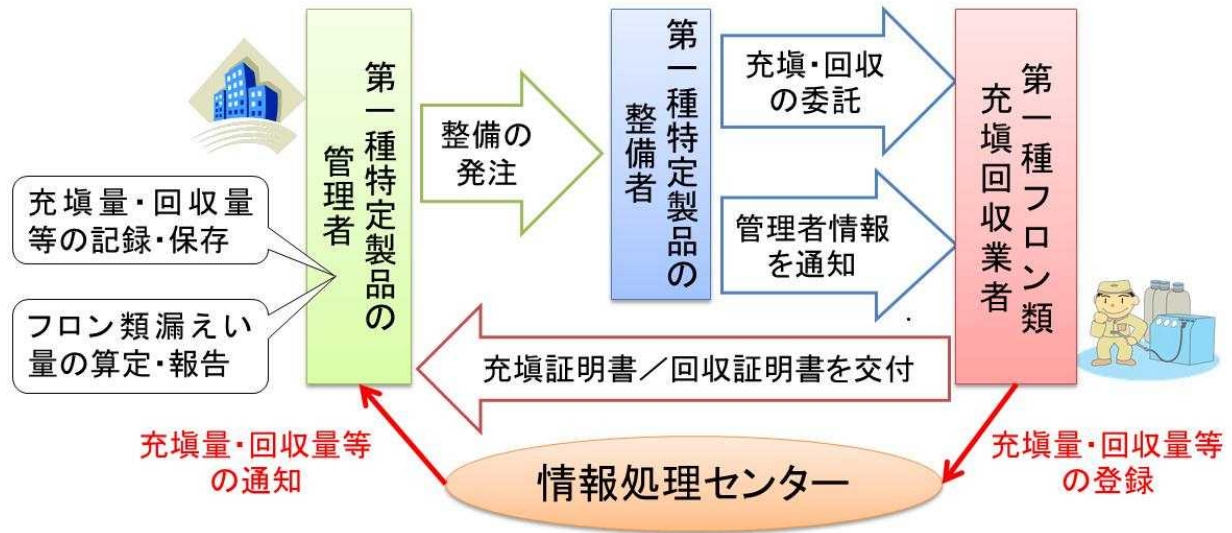 第一種特定製品の
管理者
充塡量・回収量
等の記録・保存
フロン類漏えい
量の算定・報告
整備の
発注
第一種特定製品の
整備者
充塡・回収
の委託
管理者情報
を通知
第一種フロン類
充塡回収業者
充塡証明書／回収証明書を交付
充塡量・回収量等
の通知
情報処理センター
充塡量・回収量等
の登録